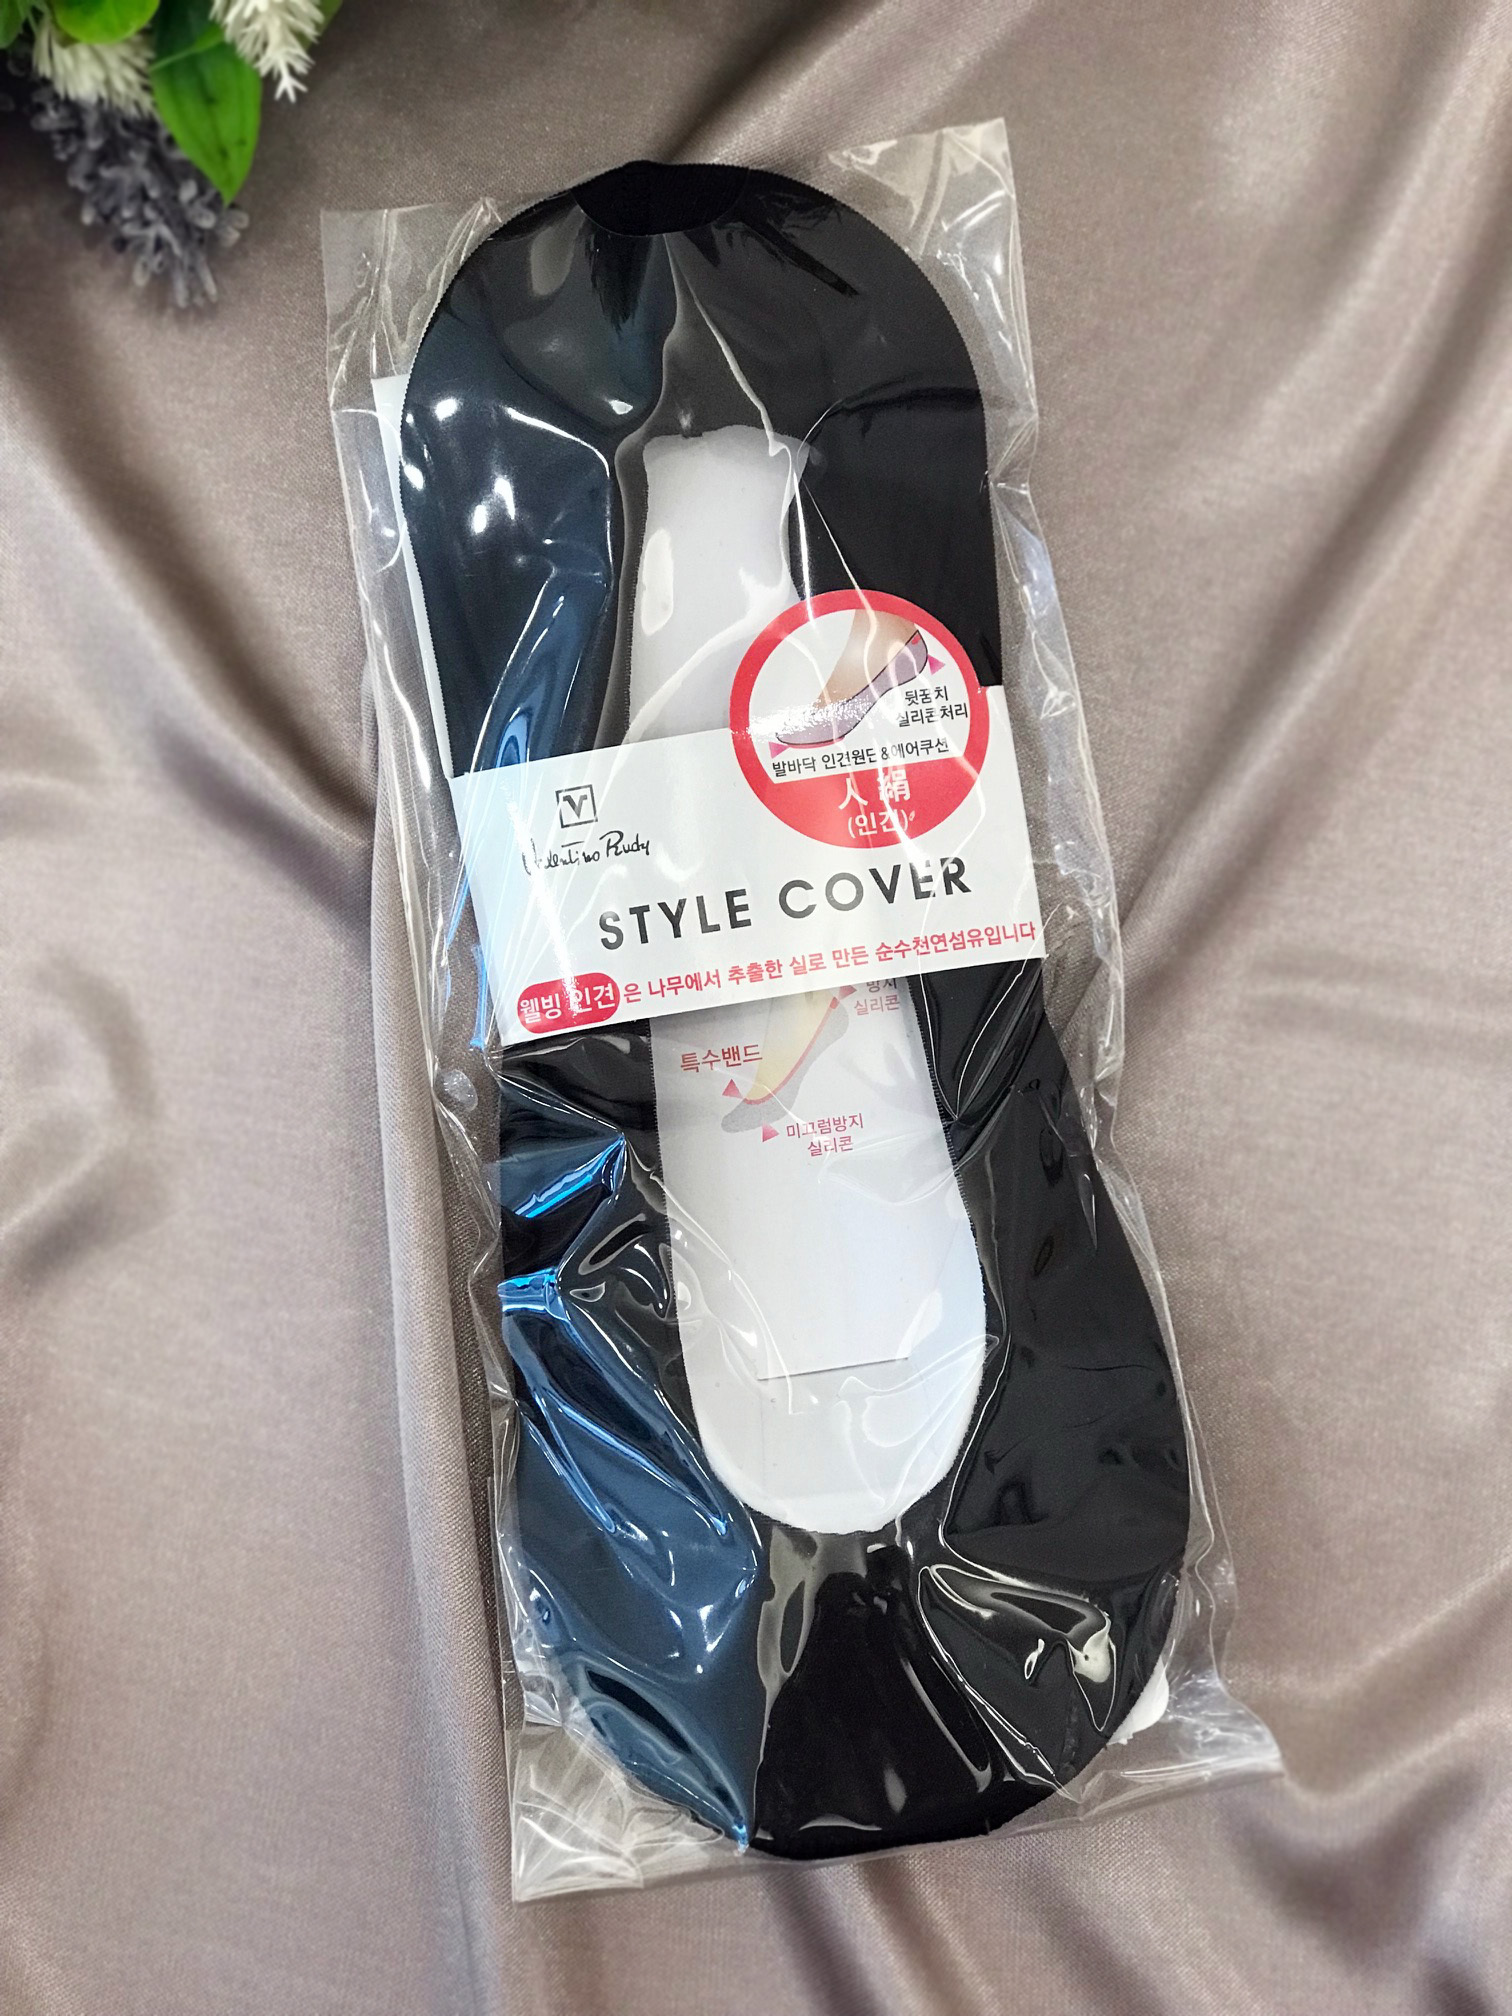 뒷꿈치
실리콘처리
발바닥 인견원단&에어쿠션
人絹
(인견)
V
Valentino Rudy
STYLE COVER
웰빙 인견은 나무에서 추출한 실로 만든 순수천연섬유입니다
방지
실리콘
특수밴드
미끄럼방지
실리콘